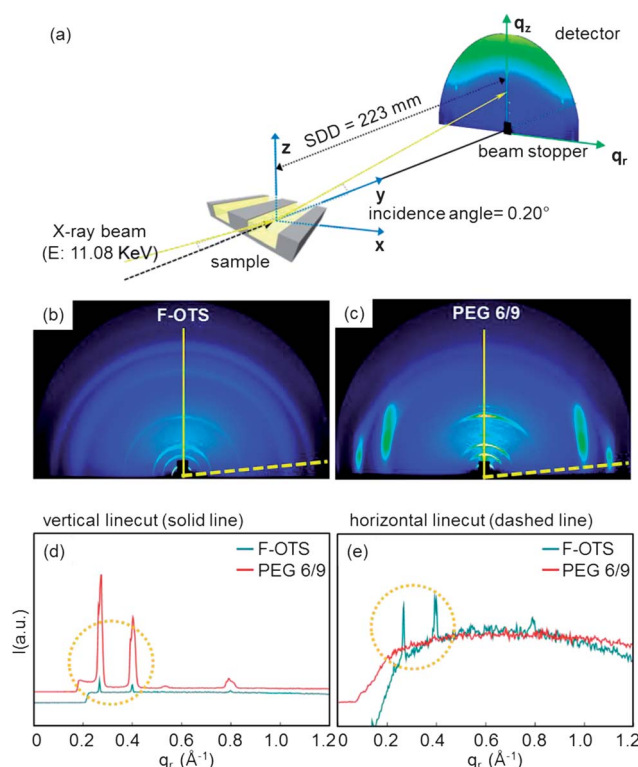 (a)
q_z
detector
SDD = 223 mm
z
beam stopper
q_r
y
incidence angle= 0.20°
X-ray beam
(E: 11.08 KeV)
x
sample
(b)
F-OTS
(c)
PEG 6/9
vertical linecut (solid line)
horizontal linecut (dashed line)
(d)
F-OTS
PEG 6/9
(e)
F-OTS
PEG 6/9
I(a.u.)
0 0.2 0.4 0.6 0.8 1.0 1.2
0 0.2 0.4 0.6 0.8 1.0 1.2
q_r (Å⁻¹)
q_r (Å⁻¹)